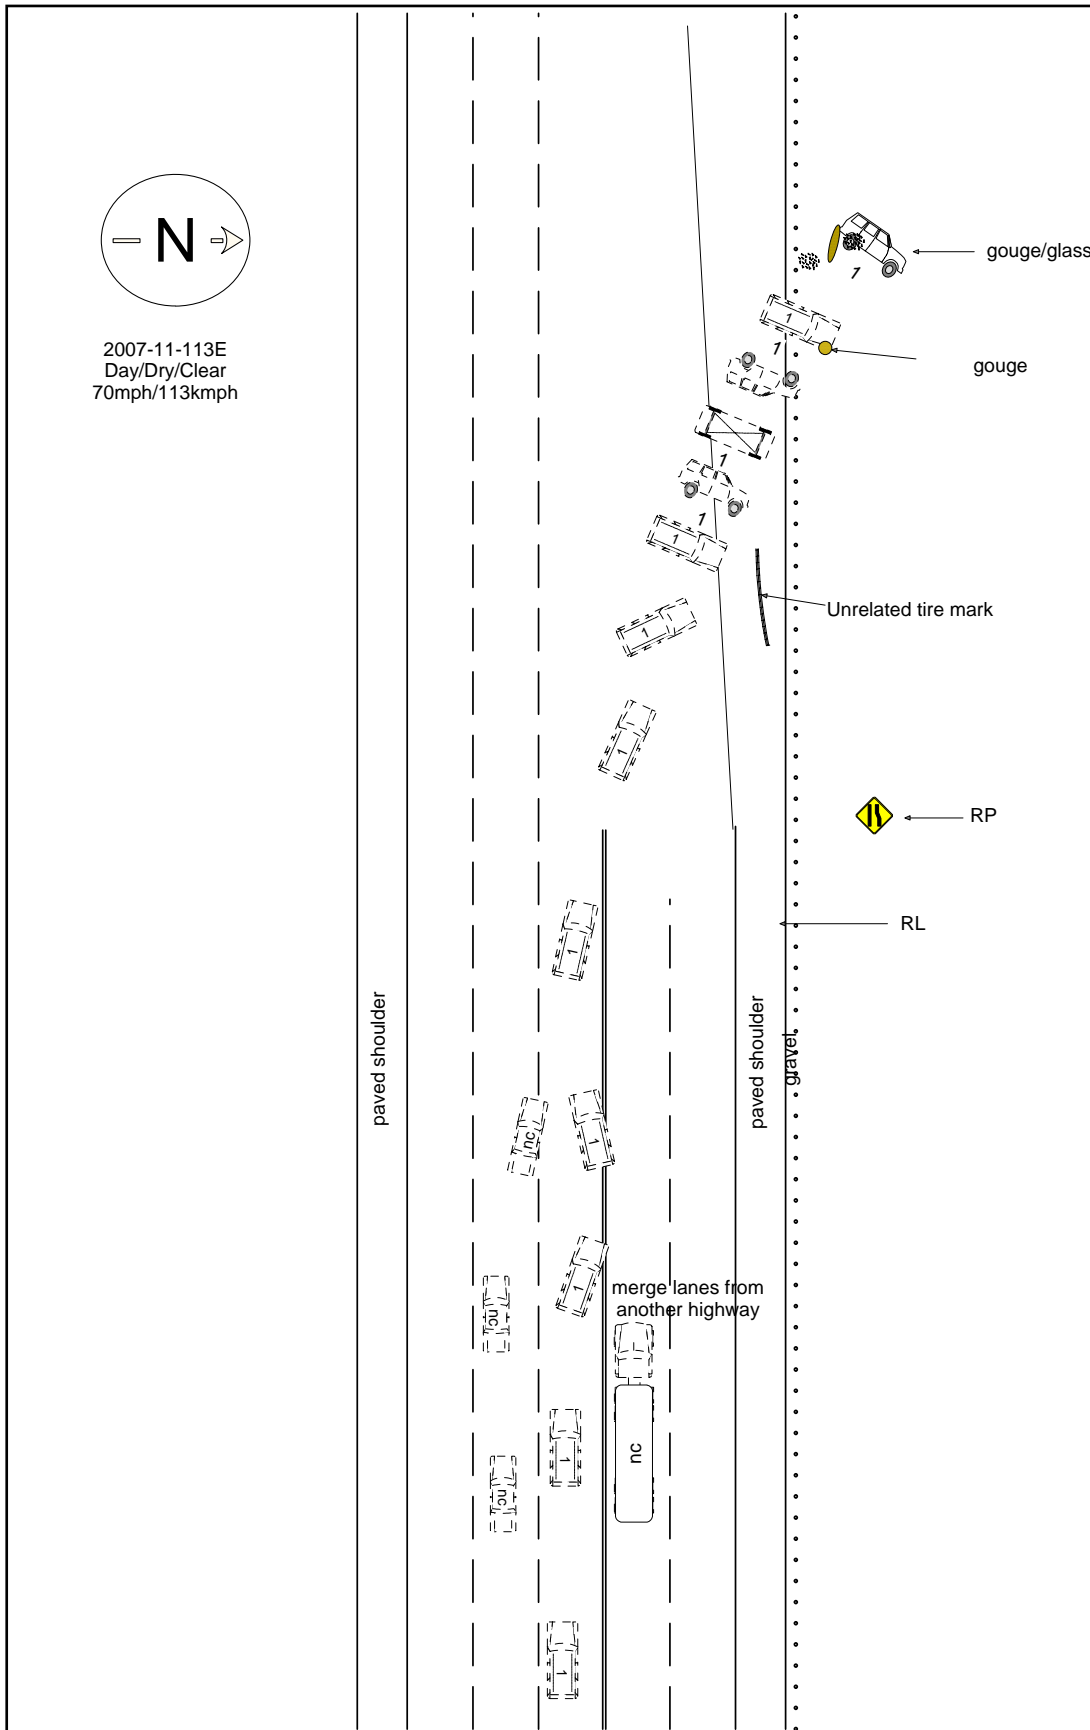 N
2007-11-113E
Day/Dry/Clear
70mph/113kmph
gouge/glass
1
1
gouge
1
1
1
1
Unrelated tire mark
1
1
RP
RL
1
paved shoulder
paved shoulder
gravel
nc
1
1
merge lanes from
another highway
nc
1
nc
nc
1